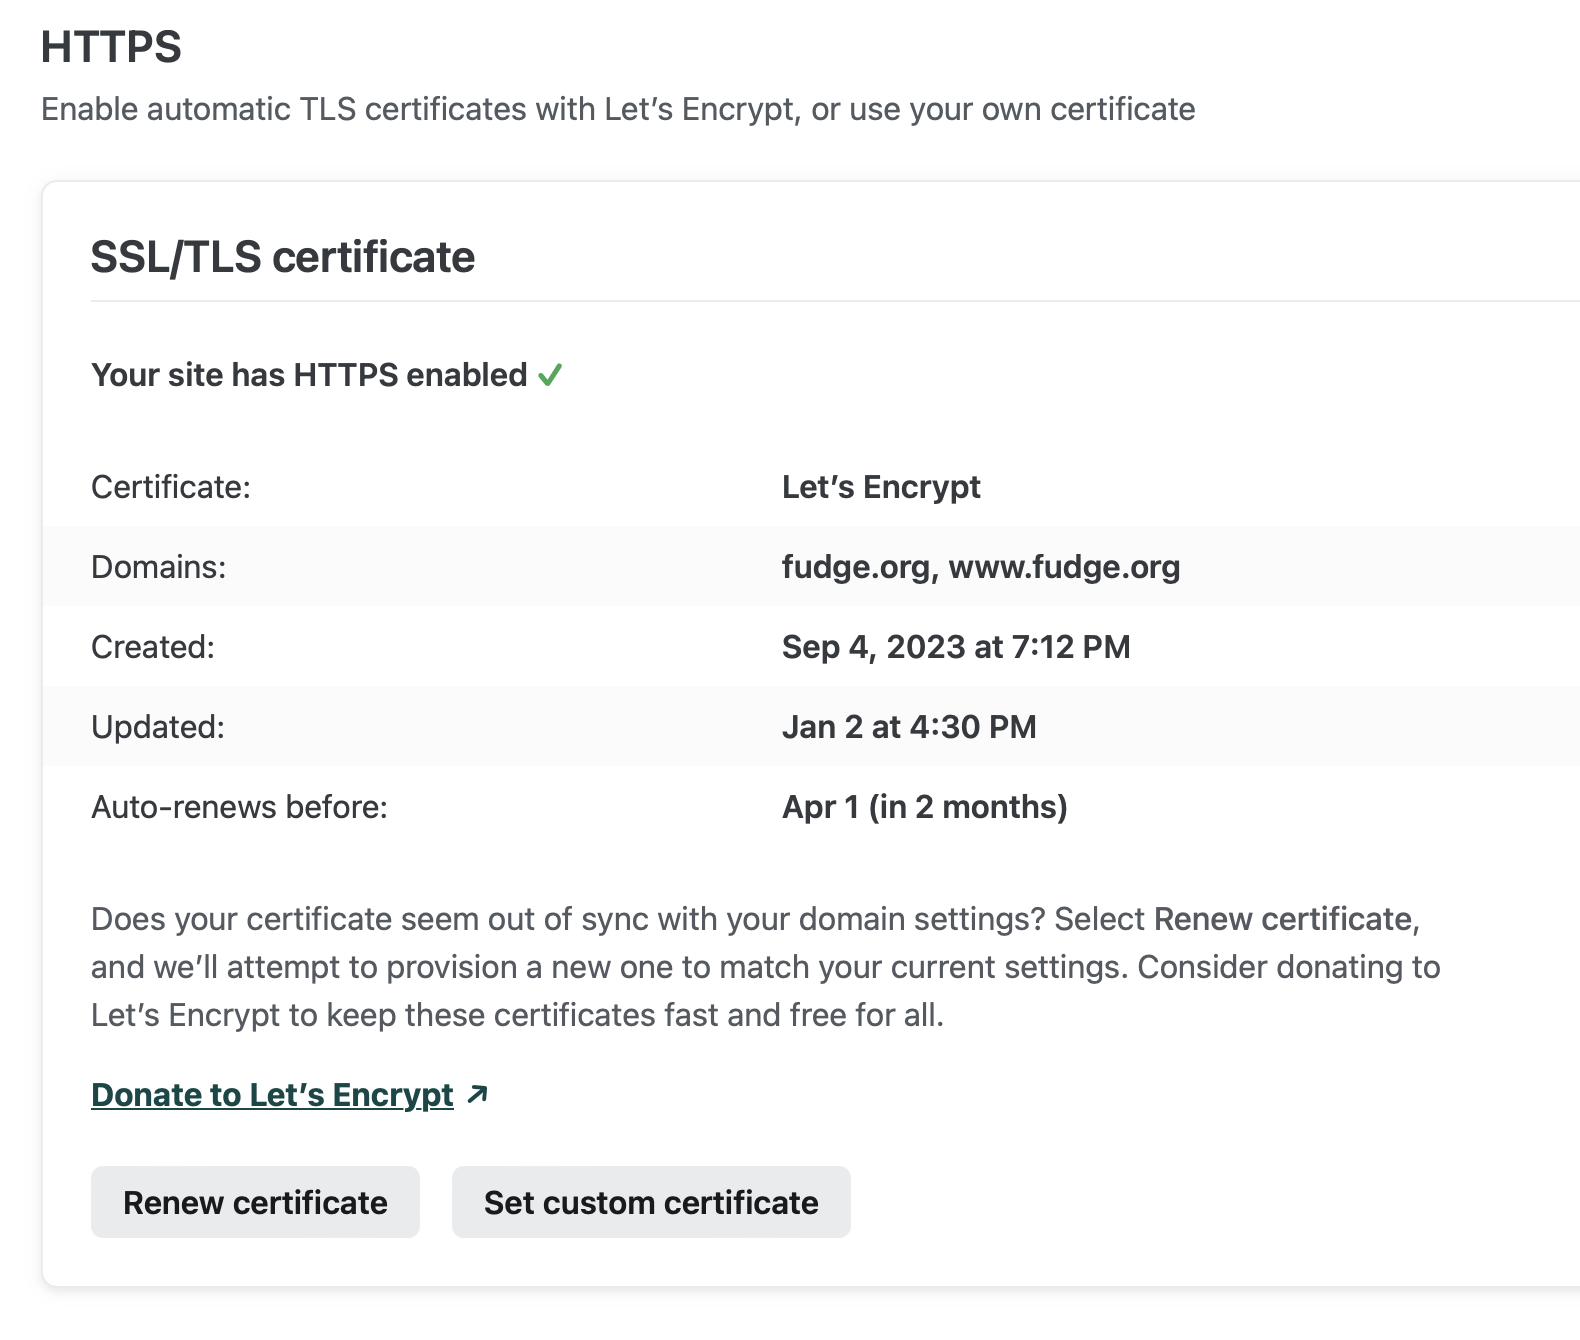 HTTPS
Enable automatic TLS certificates with Let’s Encrypt, or use your own certificate
SSL/TLS certificate
Your site has HTTPS enabled ✓
Certificate: Let’s Encrypt
Domains: fudge.org, www.fudge.org
Created: Sep 4, 2023 at 7:12 PM
Updated: Jan 2 at 4:30 PM
Auto-renews before: Apr 1 (in 2 months)
Does your certificate seem out of sync with your domain settings? Select Renew certificate,
and we’ll attempt to provision a new one to match your current settings. Consider donating to
Let’s Encrypt to keep these certificates fast and free for all.
Donate to Let’s Encrypt ↗
Renew certificate Set custom certificate